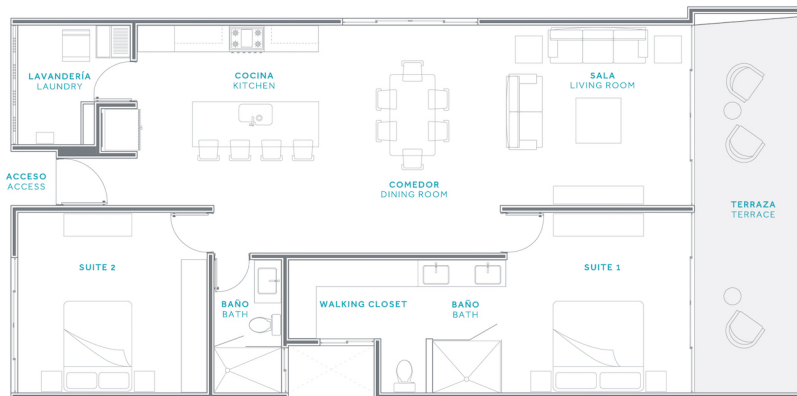 LAVANDERÍA
LAUNDRY
COCINA
KITCHEN
SALA
LIVING ROOM
ACCESO
ACCESS
COMEDOR
DINING ROOM
TERRAZA
TERRACE
SUITE 2
SUITE 1
BAÑO
BATH
WALKING CLOSET
BAÑO
BATH